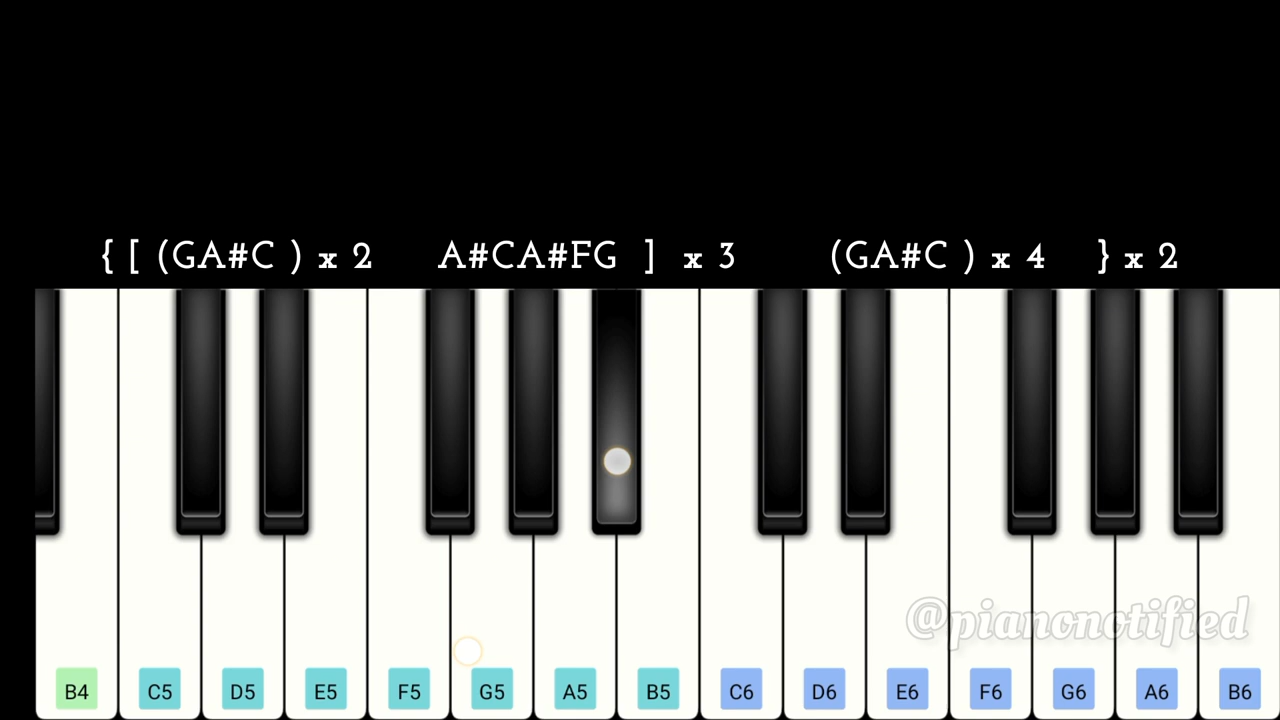 { [ (GA#C ) x 2 A#CA#FG ] x 3 (GA#C ) x 4 } x 2
@pianonotified
B4 C5 D5 E5 F5 G5 A5 B5 C6 D6 E6 F6 G6 A6 B6